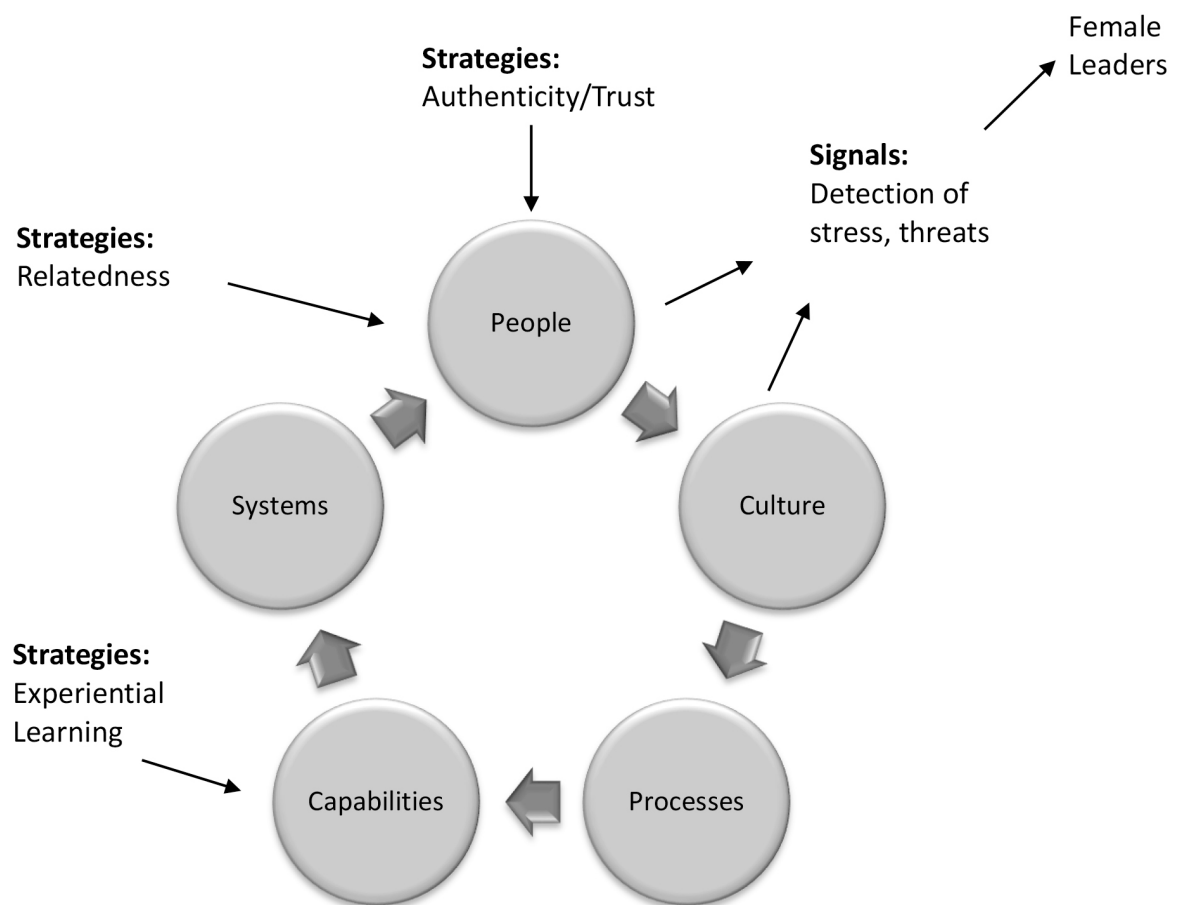 Female
Leaders
Strategies:
Authenticity/Trust
Signals:
Detection of
stress, threats
Strategies:
Relatedness
People
Systems
Culture
Strategies:
Experiential
Learning
Capabilities
Processes